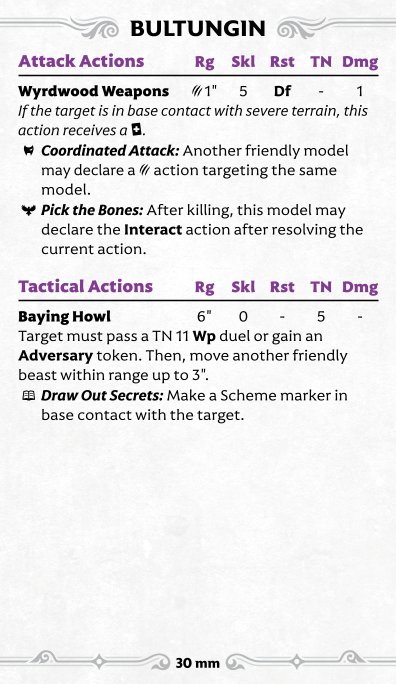 BULTUNGIN
Attack Actions Rg Skl Rst TN Dmg
Wyrdwood Weapons 1" 5 Df - 1
If the target is in base contact with severe terrain, this
action receives a .
Coordinated Attack: Another friendly model
may declare a action targeting the same
model.
Pick the Bones: After killing, this model may
declare the Interact action after resolving the
current action.
Tactical Actions Rg Skl Rst TN Dmg
Baying Howl 6" 0 - 5 -
Target must pass a TN 11 Wp duel or gain an
Adversary token. Then, move another friendly
beast within range up to 3".
Draw Out Secrets: Make a Scheme marker in
base contact with the target.
30 mm